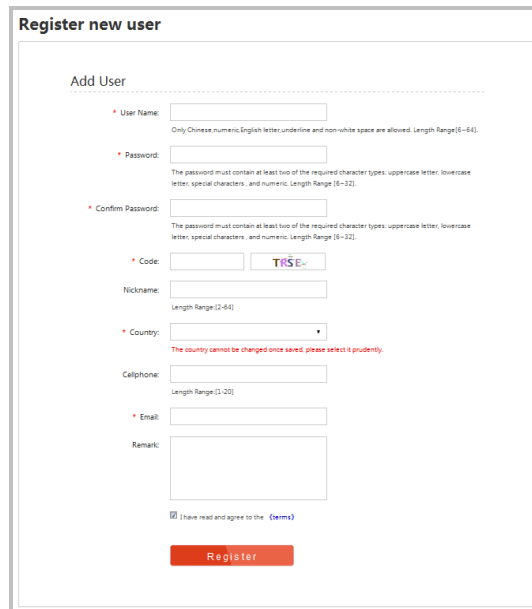 Register new user
Add User
* User Name:
Only Chinese,numeric,English letter,underline and non-white space are allowed. Length Range[6~64].
* Password:
The password must contain at least two of the required character types: uppercase letter, lowercase
letter, special characters , and numeric. Length Range [6~32].
* Confirm Password:
The password must contain at least two of the required character types: uppercase letter, lowercase
letter, special characters , and numeric. Length Range [6~32].
* Code: TRSE
Nickname:
Length Range:[2-64]
* Country:
The country cannot be changed once saved, please select it prudently.
Cellphone:
Length Range:[1-20]
* Email:
Remark:
I have read and agree to the 《terms》
Register